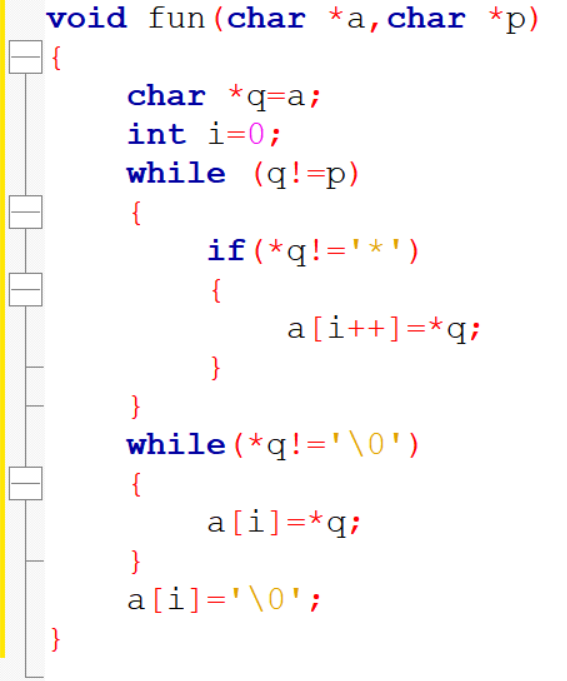 void fun(char *a,char *p)
{
char *q=a;
int i=0;
while (q!=p)
{
if(*q!='*')
{
a[i++]=*q;
}
}
while(*q!='\0')
{
a[i]=*q;
}
a[i]='\0';
}